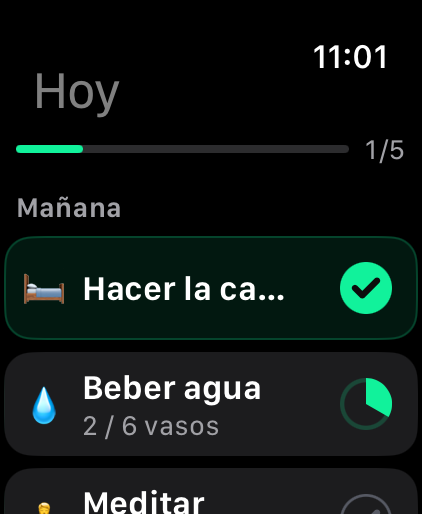 11:01
Hoy
1/5
Mañana
Hacer la ca...
Beber agua
2 / 6 vasos
Meditar